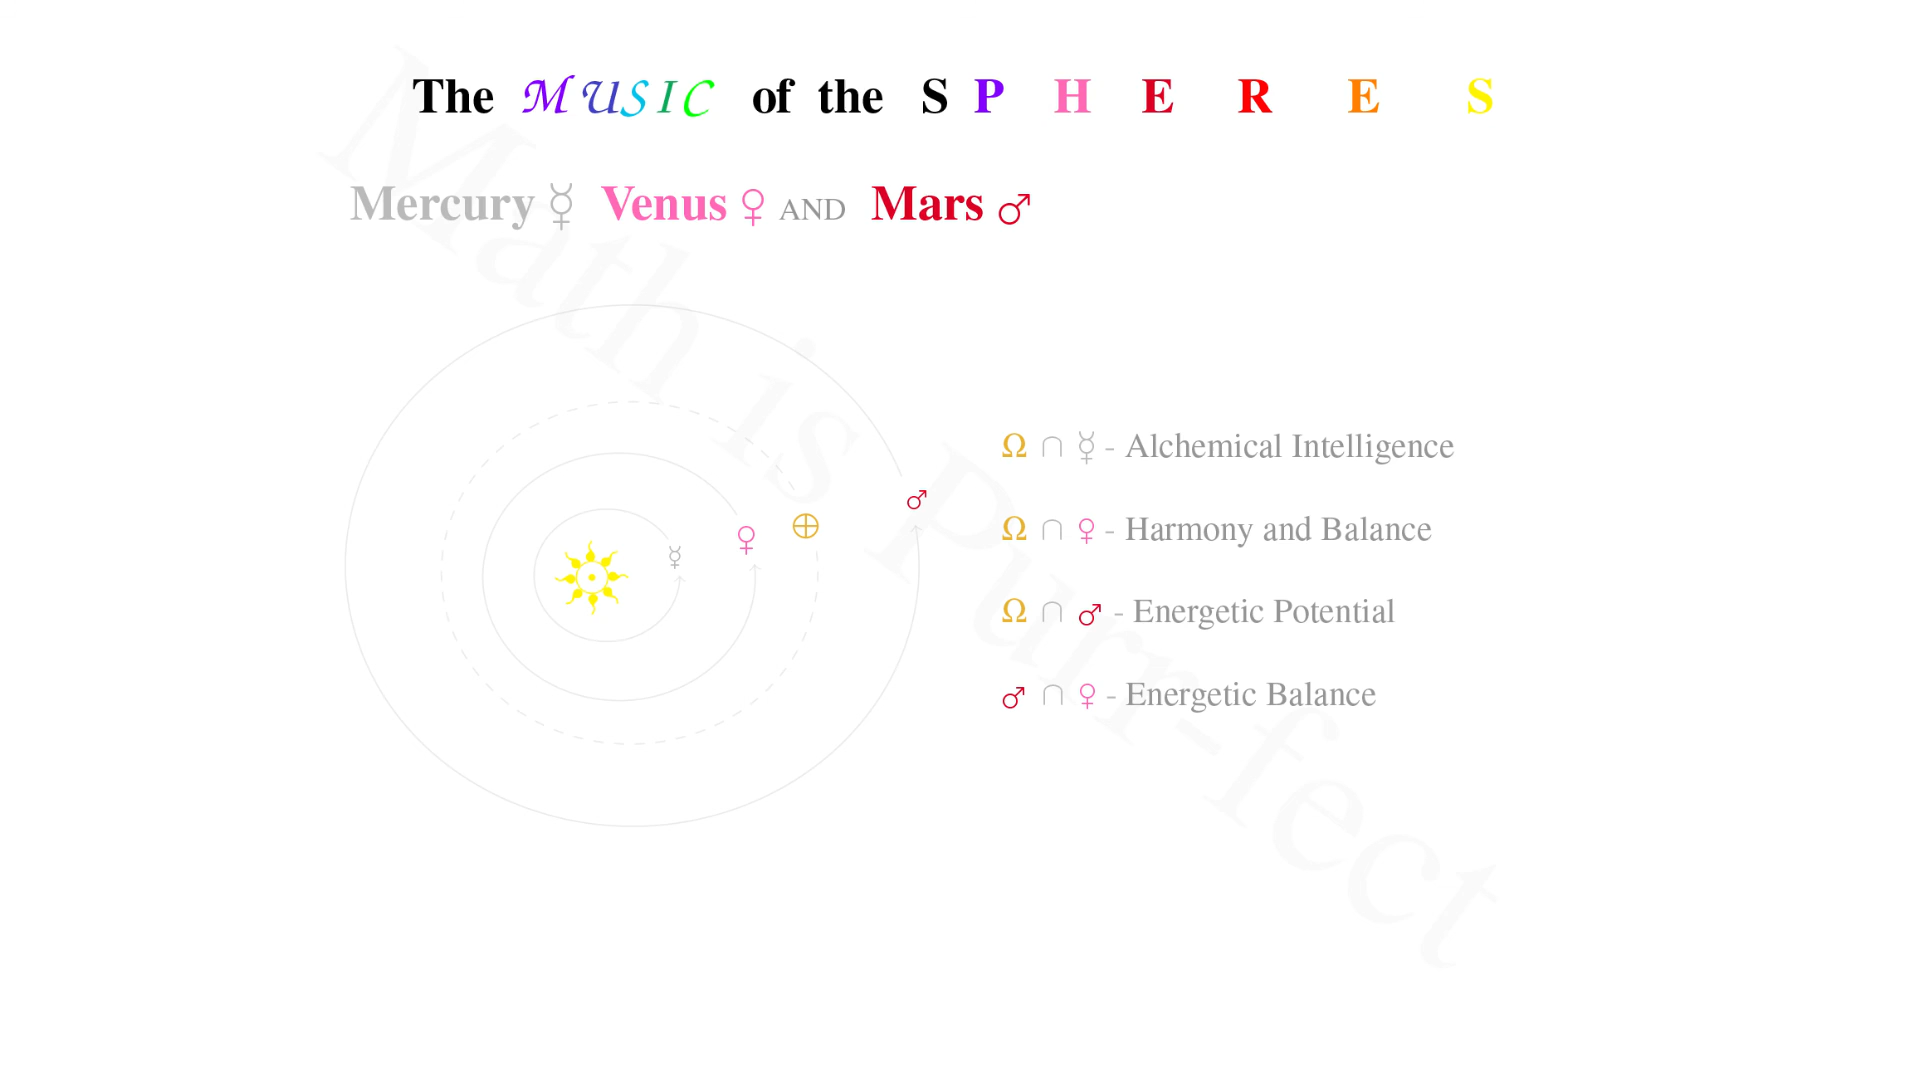 The MUSIC of the S P H E R E S
Mercury ☿ Venus ♀ AND Mars ♂
☿
♀
⊕
♂
Ω ∩ ☿ - Alchemical Intelligence
Ω ∩ ♀ - Harmony and Balance
Ω ∩ ♂ - Energetic Potential
♂ ∩ ♀ - Energetic Balance
Math is Purr-fect